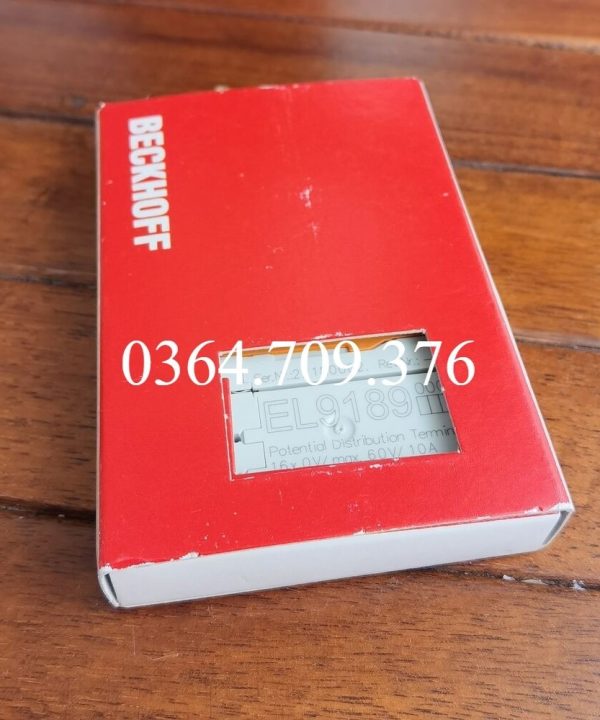 BECKHOFF
0364.709.376
EL9189
Potential Distribution Termin
16x 0V/ max. 60V/ 10A